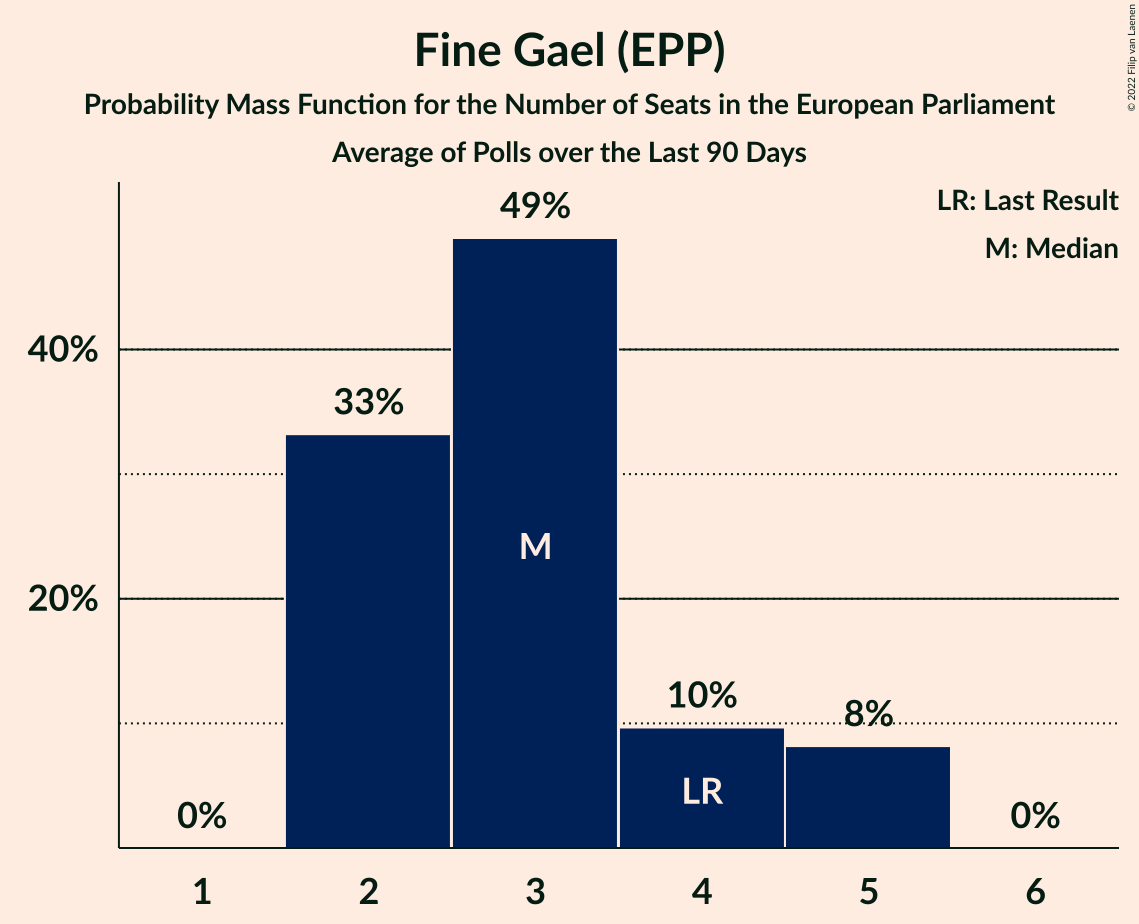 Fine Gael (EPP)
Probability Mass Function for the Number of Seats in the European Parliament
Average of Polls over the Last 90 Days
© 2022 Filip van Laenen
LR: Last Result
M: Median
49%
40%
33%
M
20%
10%
8%
LR
0%
0%
1 2 3 4 5 6